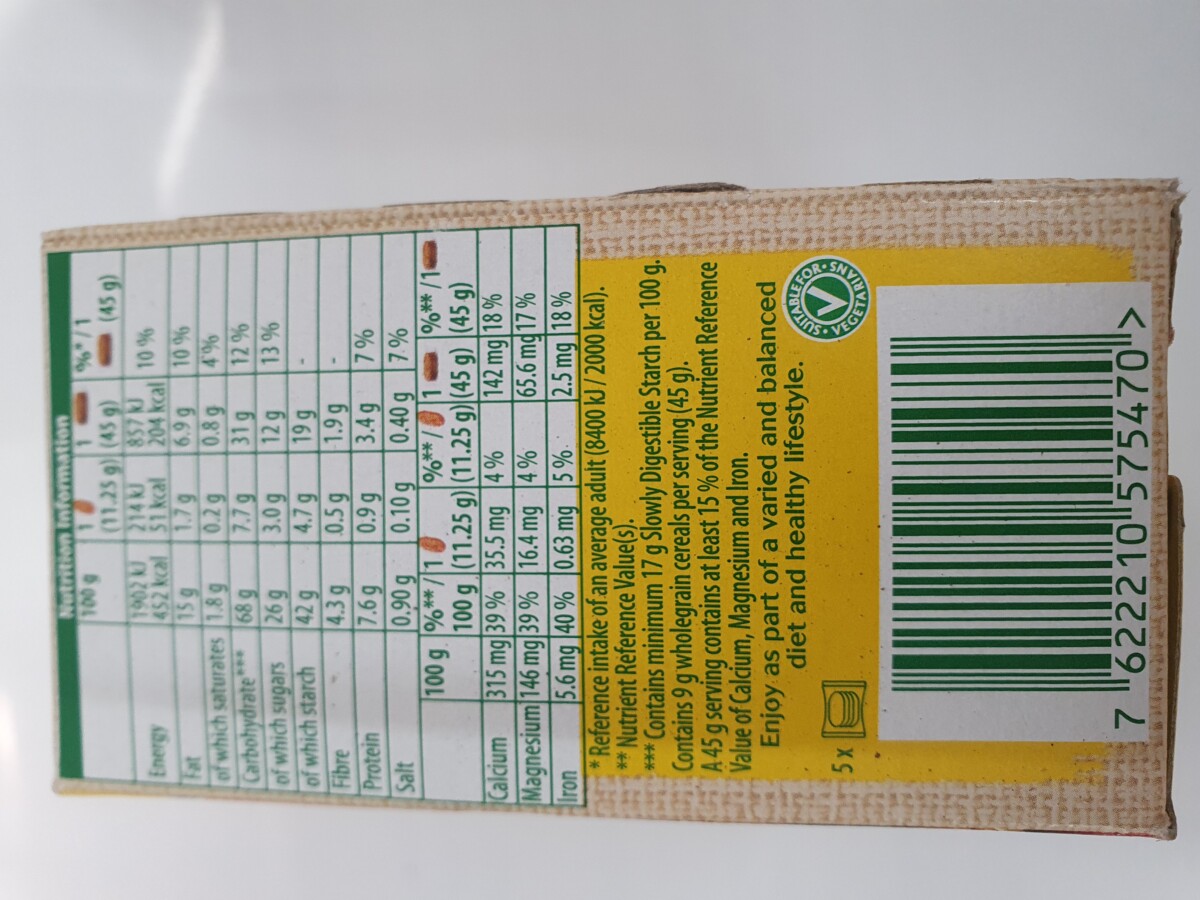 Nutrition Information
100 g 1 (11.25 g) 1 (45 g) %*/ 1 (45 g)
Energy 1902 kJ 214 kJ 857 kJ 10 %
452 kcal 51 kcal 204 kcal
Fat 15 g 1.7 g 6.9 g 10 %
of which saturates 1.8 g 0.2 g 0.8 g 4 %
Carbohydrate*** 68 g 7.7 g 31 g 12 %
of which sugars 26 g 3.0 g 12 g 13 %
of which starch 42 g 4.7 g 19 g -
Fibre 4.3 g 0.5 g 1.9 g -
Protein 7.6 g 0.9 g 3.4 g 7 %
Salt 0.90 g 0.10 g 0.40 g 7 %
100 g %**/ 100 g 1 (11.25 g) %**/ (11.25 g) 1 (45 g) %**/1 (45 g)
Calcium 315 mg 39 % 35.5 mg 4 % 142 mg 18 %
Magnesium 146 mg 39 % 16.4 mg 4 % 65.6 mg 17 %
Iron 5.6 mg 40 % 0.63 mg 5 % 2.5 mg 18 %
* Reference intake of an average adult (8400 kJ / 2000 kcal).
** Nutrient Reference Value(s).
*** Contains minimum 17 g Slowly Digestible Starch per 100 g.
Contains 9 g wholegrain cereals per serving (45 g).
A 45 g serving contains at least 15 % of the Nutrient Reference
Value of Calcium, Magnesium and Iron.
Enjoy as part of a varied and balanced
diet and healthy lifestyle.
SUITABLE FOR VEGETARIANS
V
5 x
7 622210 575470 >